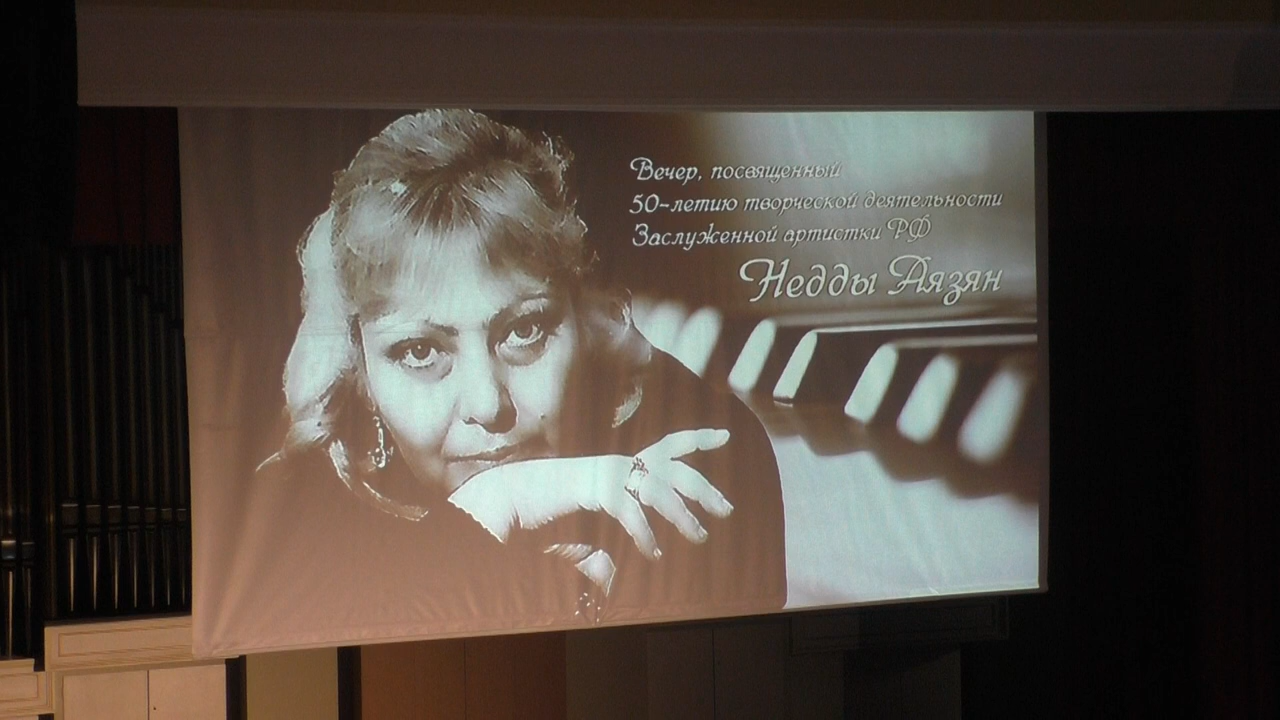 Вечер, посвященный
50-летию творческой деятельности
Заслуженной артистки РФ
Недды Аязян